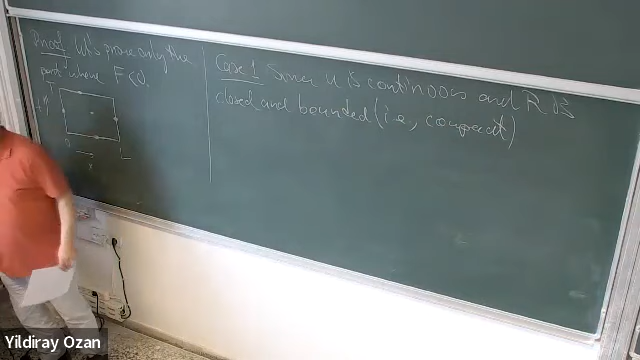 Proof Let's prove only the
part where F<0.
T
L
Case 1 Since u is continuous and R is
closed and bounded (i.e., compact)
Yildiray Ozan